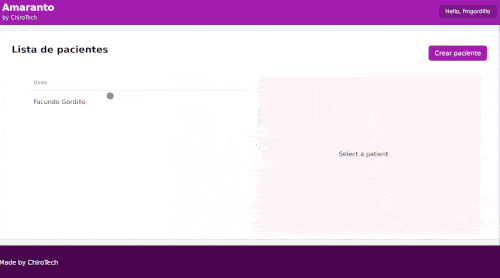 Amaranto
by ChiroTech
Hello, fmgordillo
Lista de pacientes
Crear paciente
NAME
Facundo Gordillo
Select a patient
Made by ChiroTech